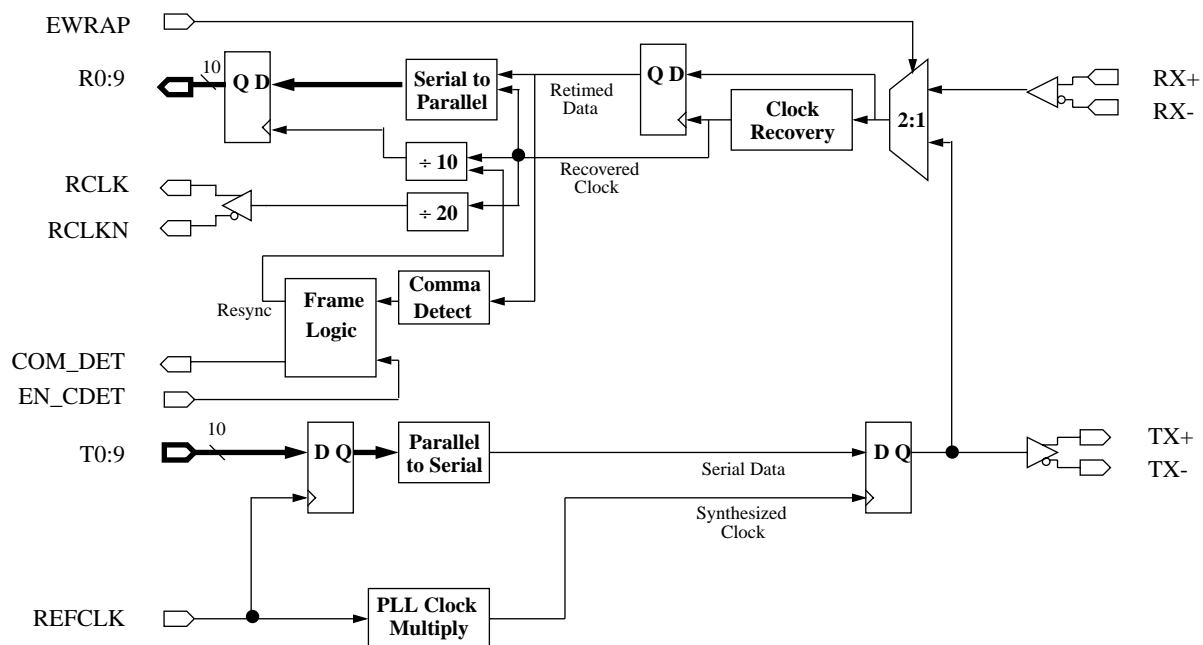 EWRAP
R0:9
10
Q D
Serial to
Parallel
Retimed
Data
Q D
Clock
Recovery
2:1
RX+
RX-
÷ 10
Recovered
Clock
RCLK
RCLKN
÷ 20
Resync
Frame
Logic
Comma
Detect
COM_DET
EN_CDET
T0:9
10
D Q
Parallel
to Serial
Serial Data
D Q
TX+
TX-
Synthesized
Clock
REFCLK
PLL Clock
Multiply